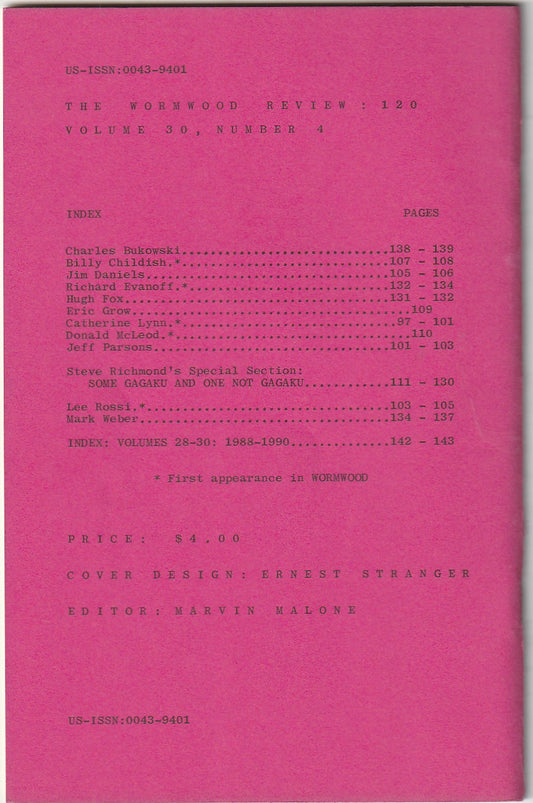 US-ISSN:0043-9401
THE WORMWOOD REVIEW: 120
VOLUME 30, NUMBER 4
INDEX PAGES
Charles Bukowski............................138 - 139
Billy Childish.*............................107 - 108
Jim Daniels.................................105 - 106
Richard Evanoff.*...........................132 - 134
Hugh Fox....................................131 - 132
Eric Grow......................................109
Catherine Lynn.*.............................97 - 101
Donald McLeod.*................................110
Jeff Parsons................................101 - 103
Steve Richmond's Special Section:
SOME GAGAKU AND ONE NOT GAGAKU............111 - 130
Lee Rossi.*.................................103 - 105
Mark Weber..................................134 - 137
INDEX: VOLUMES 28-30: 1988-1990.............142 - 143
* First appearance in WORMWOOD
PRICE: $4.00
COVER DESIGN: ERNEST STRANGER
EDITOR: MARVIN MALONE
US-ISSN:0043-9401